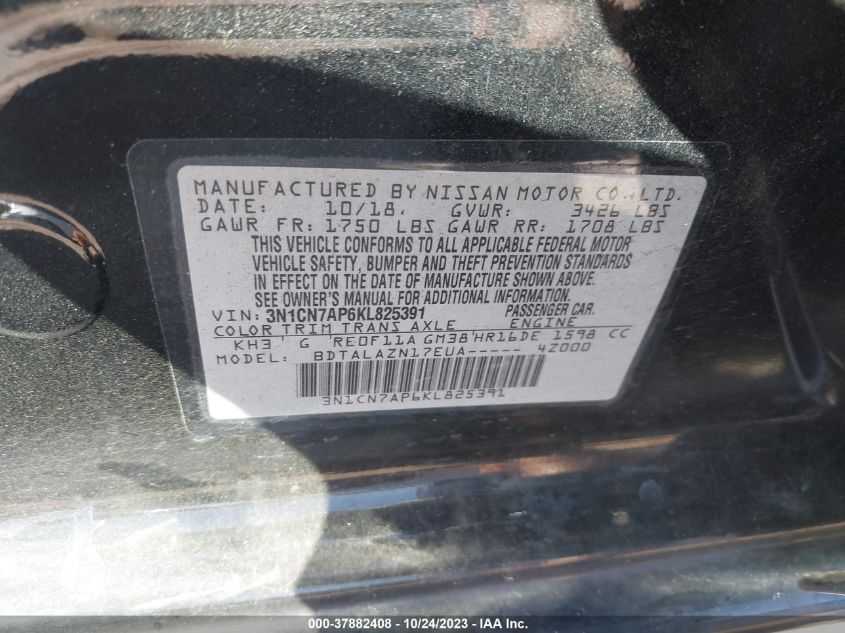 MANUFACTURED BY NISSAN MOTOR CO., LTD.
DATE: 10/18 GVWR: 3426 LBS
GAWR FR: 1750 LBS GAWR RR: 1708 LBS
THIS VEHICLE CONFORMS TO ALL APPLICABLE FEDERAL MOTOR
VEHICLE SAFETY, BUMPER AND THEFT PREVENTION STANDARDS
IN EFFECT ON THE DATE OF MANUFACTURE SHOWN ABOVE.
SEE OWNER'S MANUAL FOR ADDITIONAL INFORMATION.
VIN: 3N1CN7AP6KL825391 PASSENGER CAR.
COLOR TRIM TRANS AXLE ENGINE
KH3 G RE0F11A GM38 HR16DE 1598 CC
MODEL: BDTALAZN17EUA----- 4Z000
3N1CN7AP6KL825391
000-37882408 - 10/24/2023 - IAA Inc.